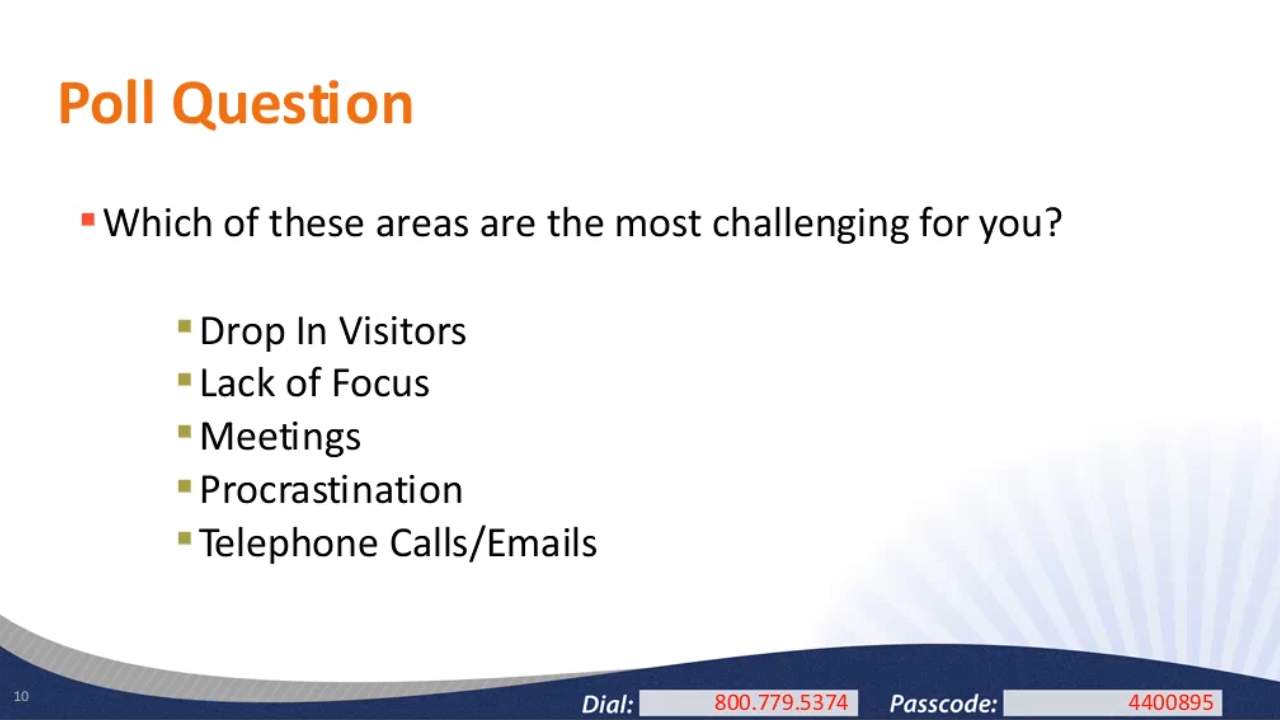 Poll Question
Which of these areas are the most challenging for you?
Drop In Visitors
Lack of Focus
Meetings
Procrastination
Telephone Calls/Emails
10
Dial: 800.779.5374 Passcode: 4400895